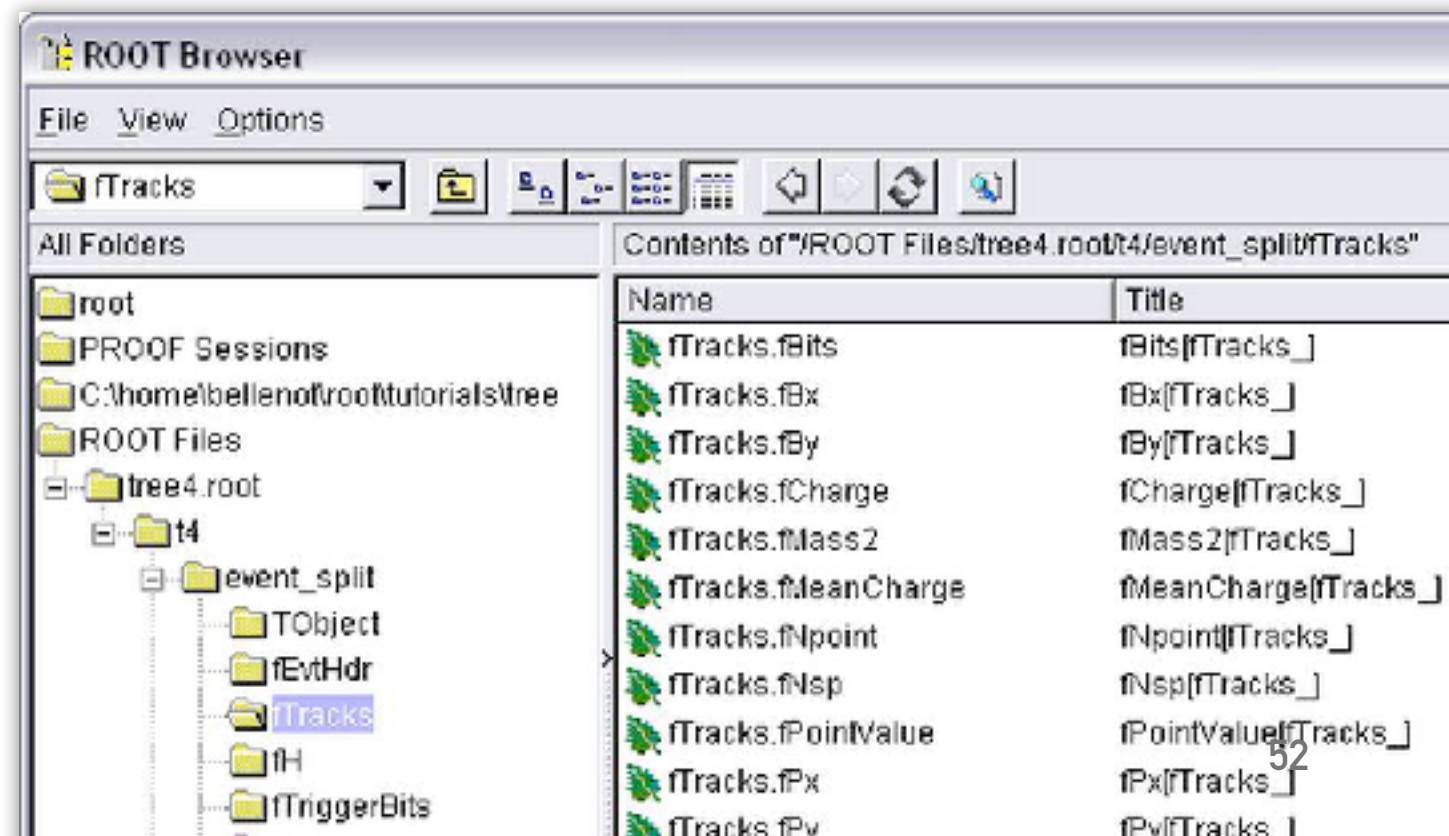 ROOT Browser
File View Options
fTracks
All Folders
Contents of "/ROOT Files/tree4.root/t4/event_split/fTracks"
root
PROOF Sessions
C:\home\bellenot\root\tutorials\tree
ROOT Files
tree4.root
t4
event_split
TObject
fEvtHdr
fTracks
fH
fTriggerBits
Name Title
fTracks.fBits fBits[fTracks_]
fTracks.fBx fBx[fTracks_]
fTracks.fBy fBy[fTracks_]
fTracks.fCharge fCharge[fTracks_]
fTracks.fMass2 fMass2[fTracks_]
fTracks.fMeanCharge fMeanCharge[fTracks_]
fTracks.fNpoint fNpoint[fTracks_]
fTracks.fNsp fNsp[fTracks_]
fTracks.fPointValue fPointValue[fTracks_]
52
fTracks.fPx fPx[fTracks_]
fTracks.fPy fPy[fTracks_]